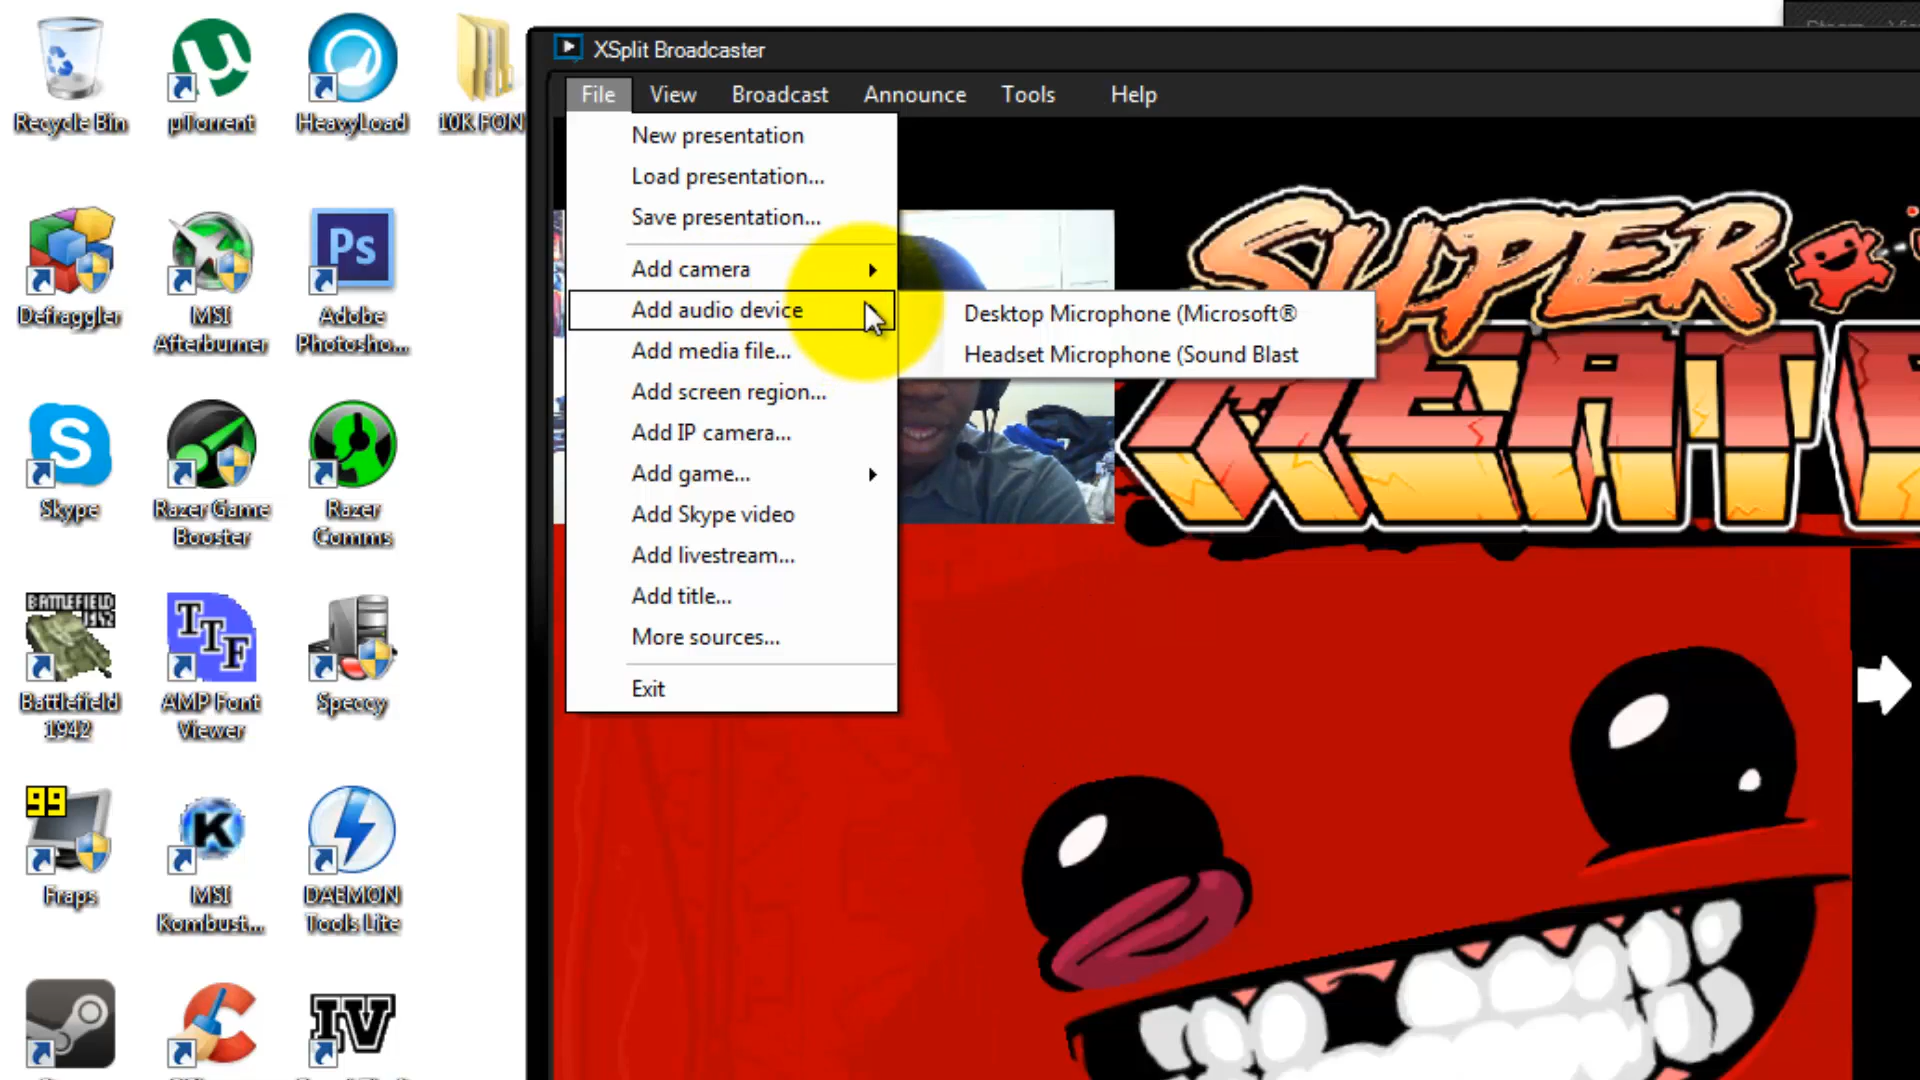 Recycle Bin
µTorrent
HeavyLoad
10K FON
Defraggler
MSI
Afterburner
Ps
Adobe
Photosho...
S
Skype
Razer Game
Booster
Razer
Comms
BATTLEFIELD
1942
Battlefield
1942
TTF
AMP Font
Viewer
Speccy
99
Fraps
K
MSI
Kombust...
DAEMON
Tools Lite
IV
XSplit Broadcaster
File View Broadcast Announce Tools Help
New presentation
Load presentation...
Save presentation...
Add camera
Add audio device
Add media file...
Add screen region...
Add IP camera...
Add game...
Add Skype video
Add livestream...
Add title...
More sources...
Exit
Desktop Microphone (Microsoft®
Headset Microphone (Sound Blast
SUPER
MEAT